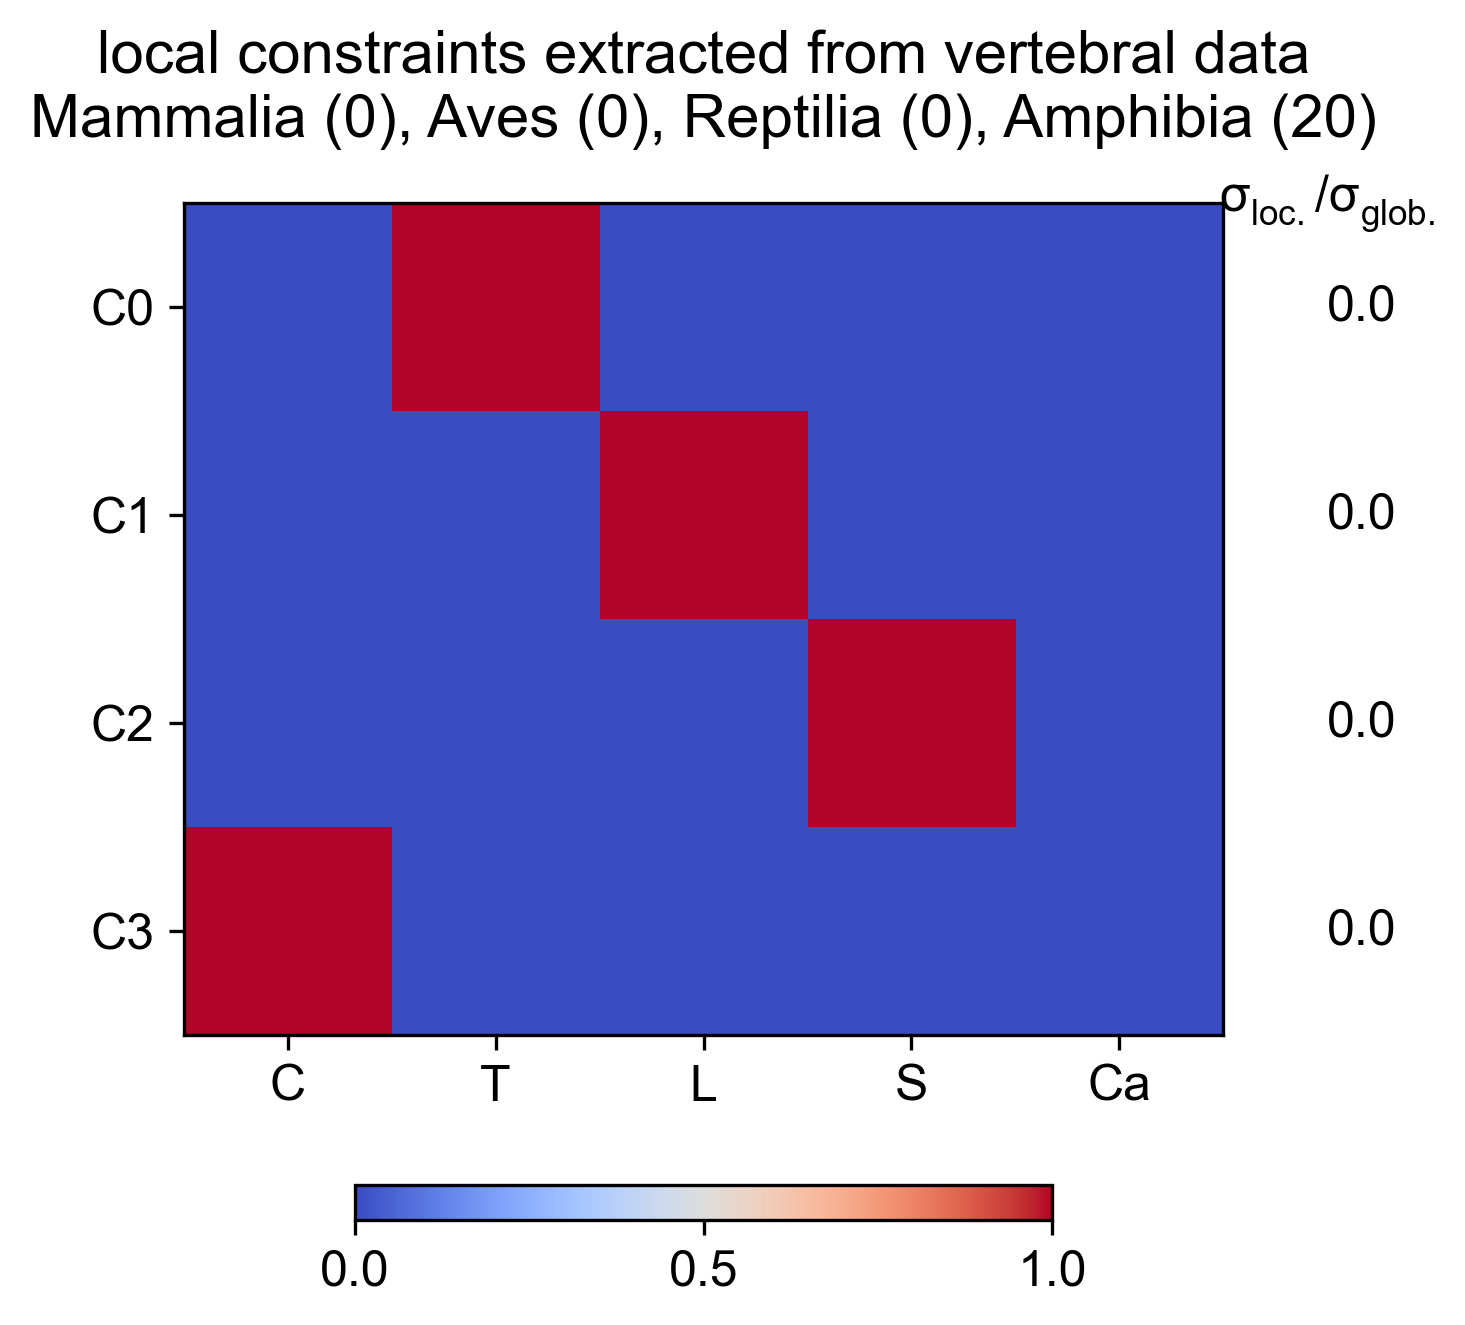 local constraints extracted from vertebral data
Mammalia (0), Aves (0), Reptilia (0), Amphibia (20)
σloc. /σglob.
C0 0.0
C1 0.0
C2 0.0
C3 0.0
C T L S Ca
0.0 0.5 1.0